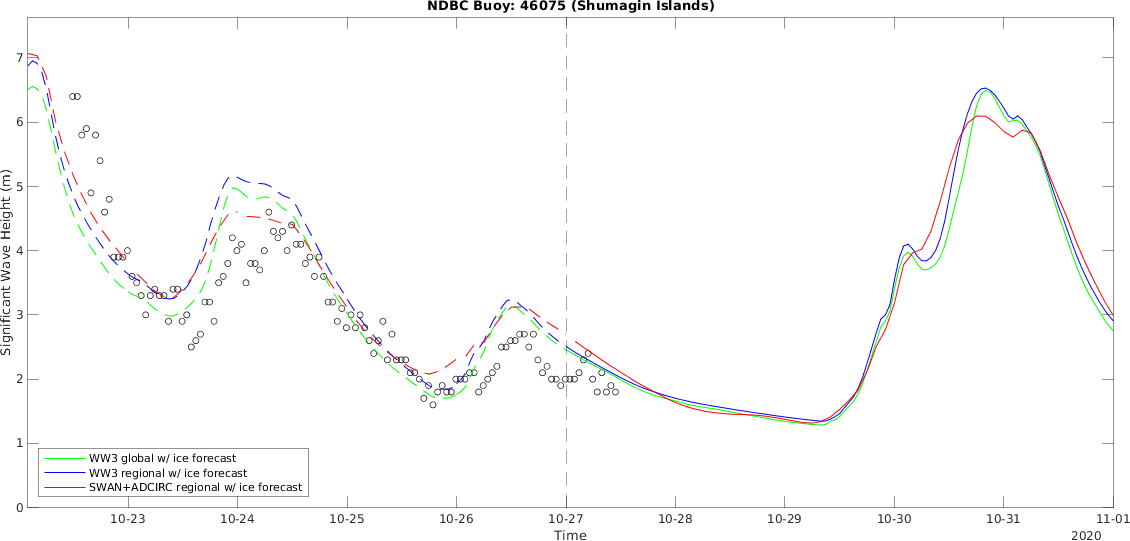 NDBC Buoy: 46075 (Shumagin Islands)
Significant Wave Height (m)
7
6
5
4
3
2
1
0
WW3 global w/ ice forecast
WW3 regional w/ ice forecast
SWAN+ADCIRC regional w/ ice forecast
10-23 10-24 10-25 10-26 10-27 10-28 10-29 10-30 10-31 11-01
Time
2020